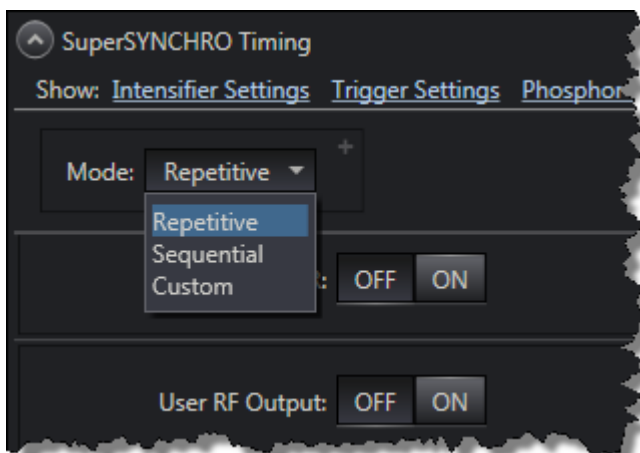 SuperSYNCHRO Timing
Show: Intensifier Settings Trigger Settings Phosphor
Mode: Repetitive
Repetitive
Sequential
Custom
OFF ON
User RF Output: OFF ON